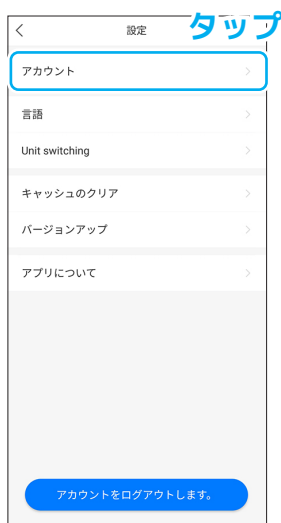 設定
タップ
アカウント
言語
Unit switching
キャッシュのクリア
バージョンアップ
アプリについて
アカウントをログアウトします。